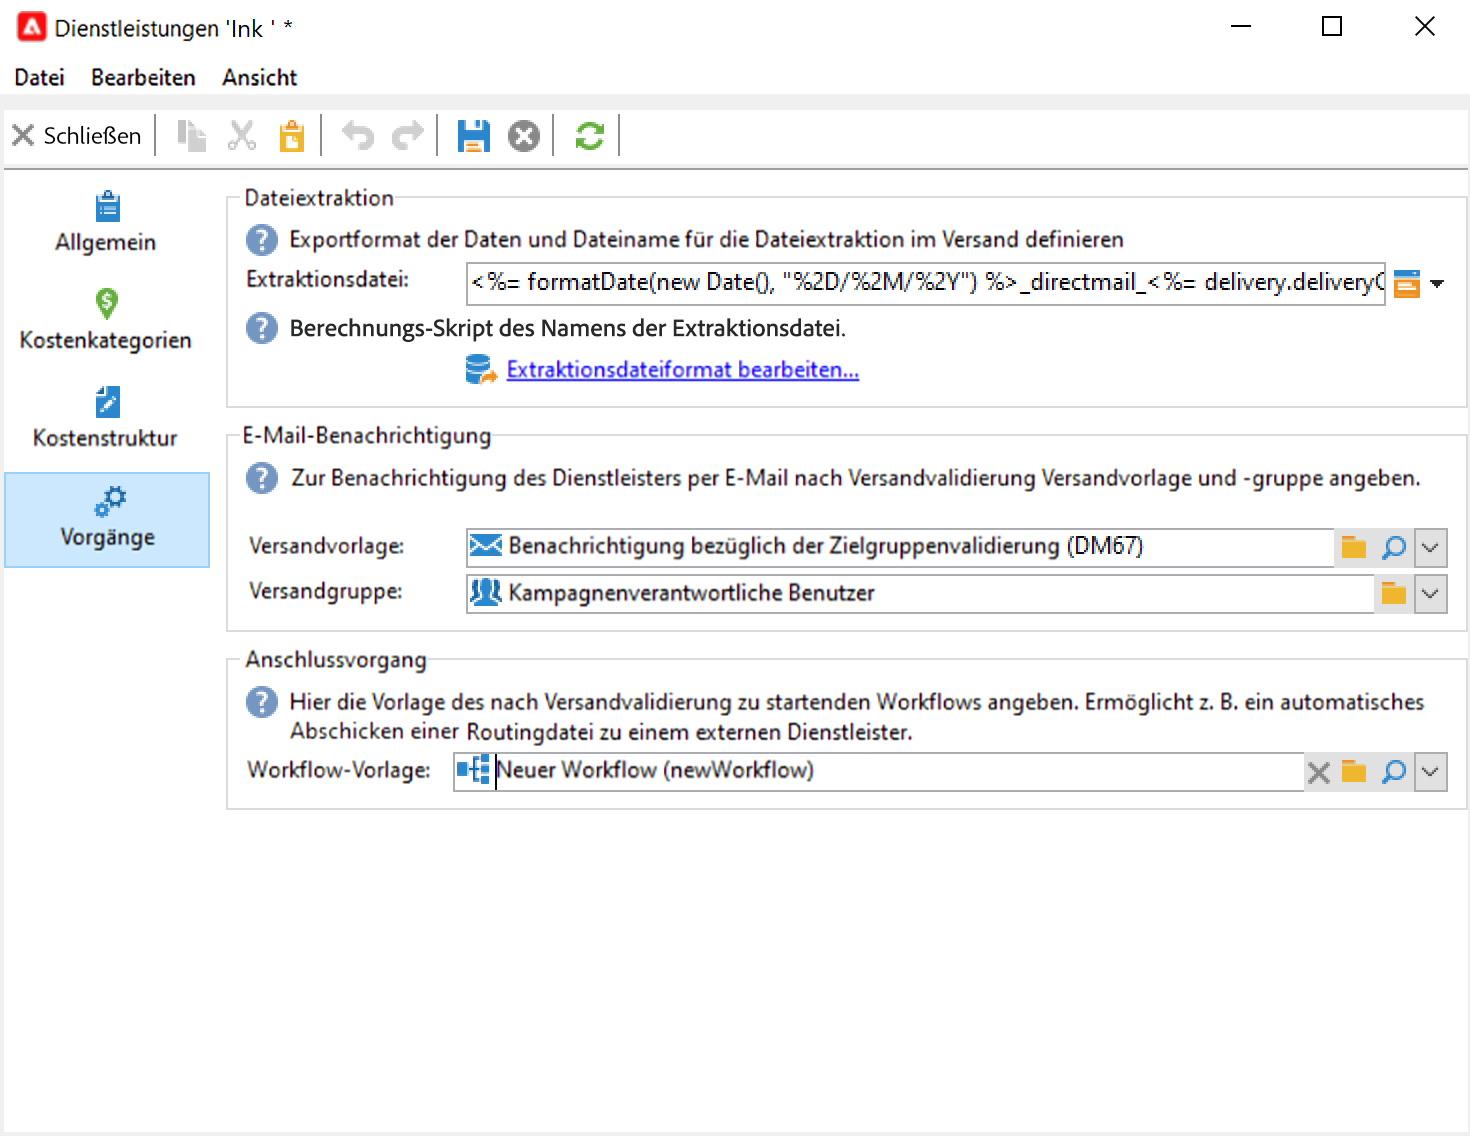 Dienstleistungen 'Ink ' *
Datei Bearbeiten Ansicht
Schließen
Allgemein
Kostenkategorien
Kostenstruktur
Vorgänge
Dateiextraktion
Exportformat der Daten und Dateiname für die Dateiextraktion im Versand definieren
Extraktionsdatei: <%= formatDate(new Date(), "%2D/%2M/%2Y") %>_directmail_<%= delivery.deliveryC
Berechnungs-Skript des Namens der Extraktionsdatei.
Extraktionsdateiformat bearbeiten...
E-Mail-Benachrichtigung
Zur Benachrichtigung des Dienstleisters per E-Mail nach Versandvalidierung Versandvorlage und -gruppe angeben.
Versandvorlage: Benachrichtigung bezüglich der Zielgruppenvalidierung (DM67)
Versandgruppe: Kampagnenverantwortliche Benutzer
Anschlussvorgang
Hier die Vorlage des nach Versandvalidierung zu startenden Workflows angeben. Ermöglicht z. B. ein automatisches
Abschicken einer Routingdatei zu einem externen Dienstleister.
Workflow-Vorlage: Neuer Workflow (newWorkflow)